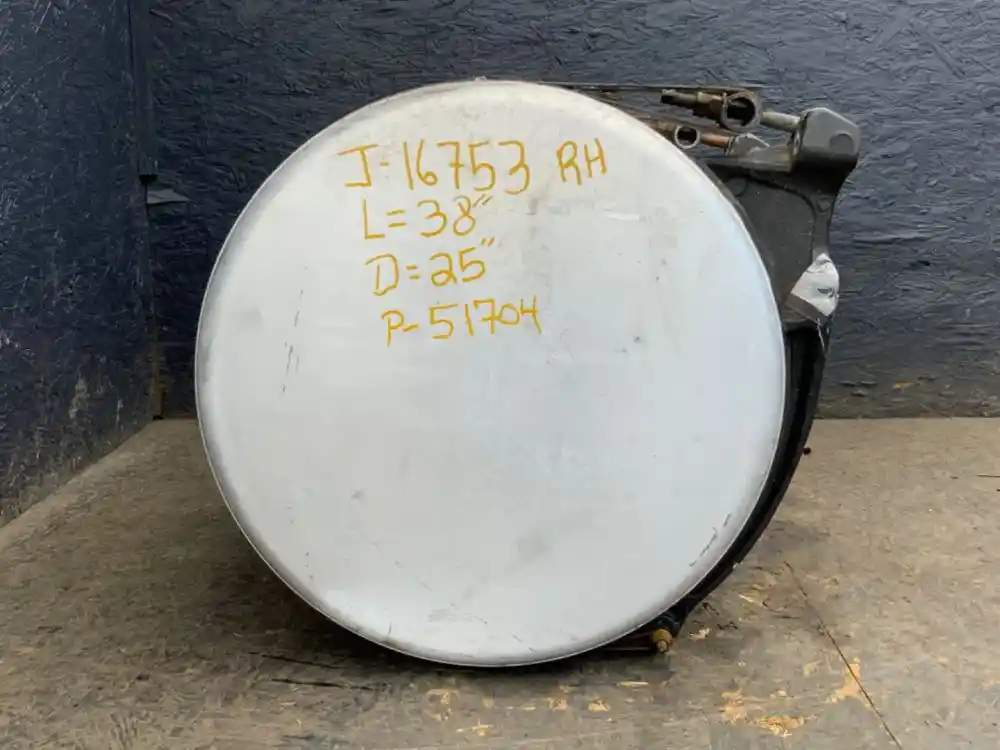 J-16753 RH
L=38"
D=25"
P-51704